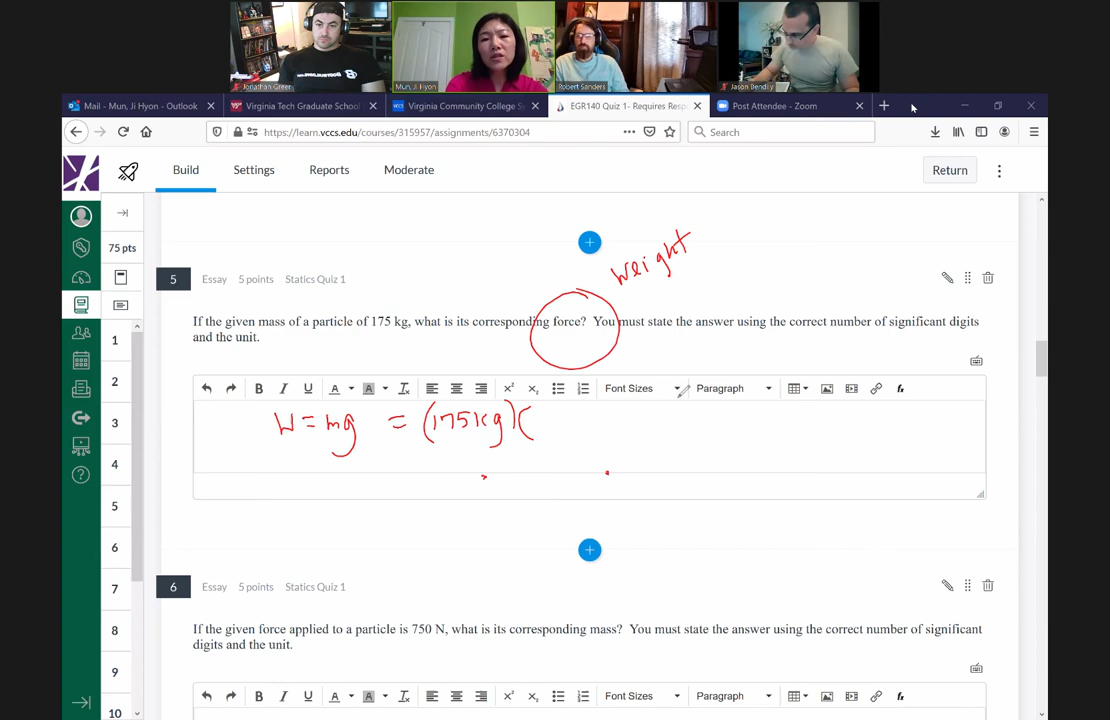 Jonathan Greer
Mun, Ji Hyon
Robert Sanders
Jason Bendily
Mail - Mun, Ji Hyon - Outlook
Virginia Tech Graduate School
Virginia Community College Sy
EGR140 Quiz 1- Requires Resp
Post Attendee - Zoom
https://learn.vccs.edu/courses/315957/assignments/6370304
Search
Build
Settings
Reports
Moderate
Return
75 pts
weight
5
Essay
5 points
Statics Quiz 1
If the given mass of a particle of 175 kg, what is its corresponding force? You must state the answer using the correct number of significant digits
and the unit.
B I U A A
Font Sizes
Paragraph
W = mg = (175kg)(
6
Essay
5 points
Statics Quiz 1
If the given force applied to a particle is 750 N, what is its corresponding mass? You must state the answer using the correct number of significant
digits and the unit.
B I U A A
Font Sizes
Paragraph
1
2
3
4
5
6
7
8
9
10